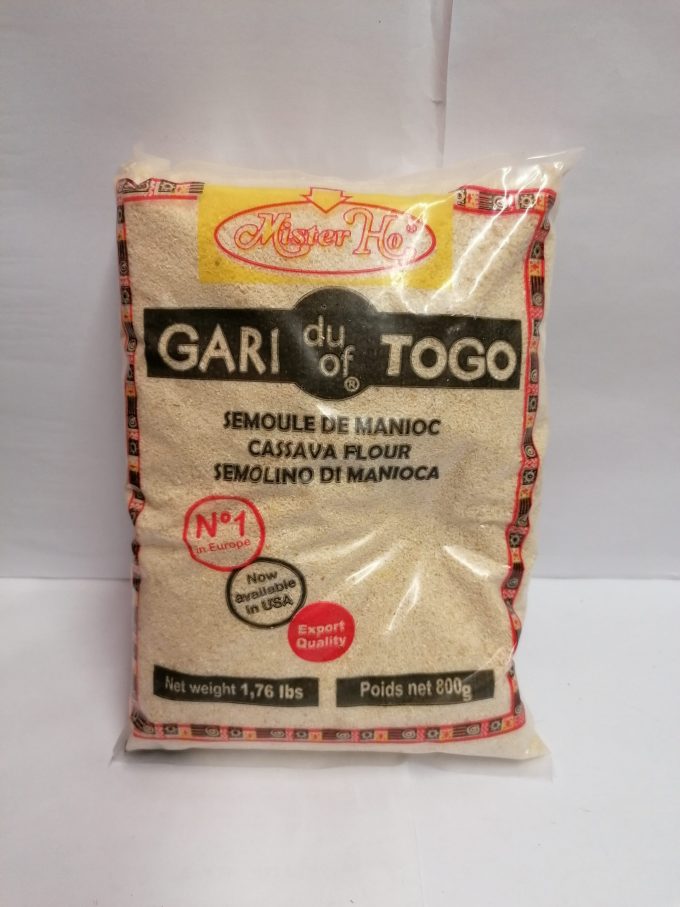 Mister Ho®
GARI du of® TOGO
SEMOULE DE MANIOC
CASSAVA FLOUR
SEMOLINO DI MANIOCA
Nº1
in Europe
Now
available
in USA
Export
Quality
Net weight 1,76 lbs
Poids net 800g